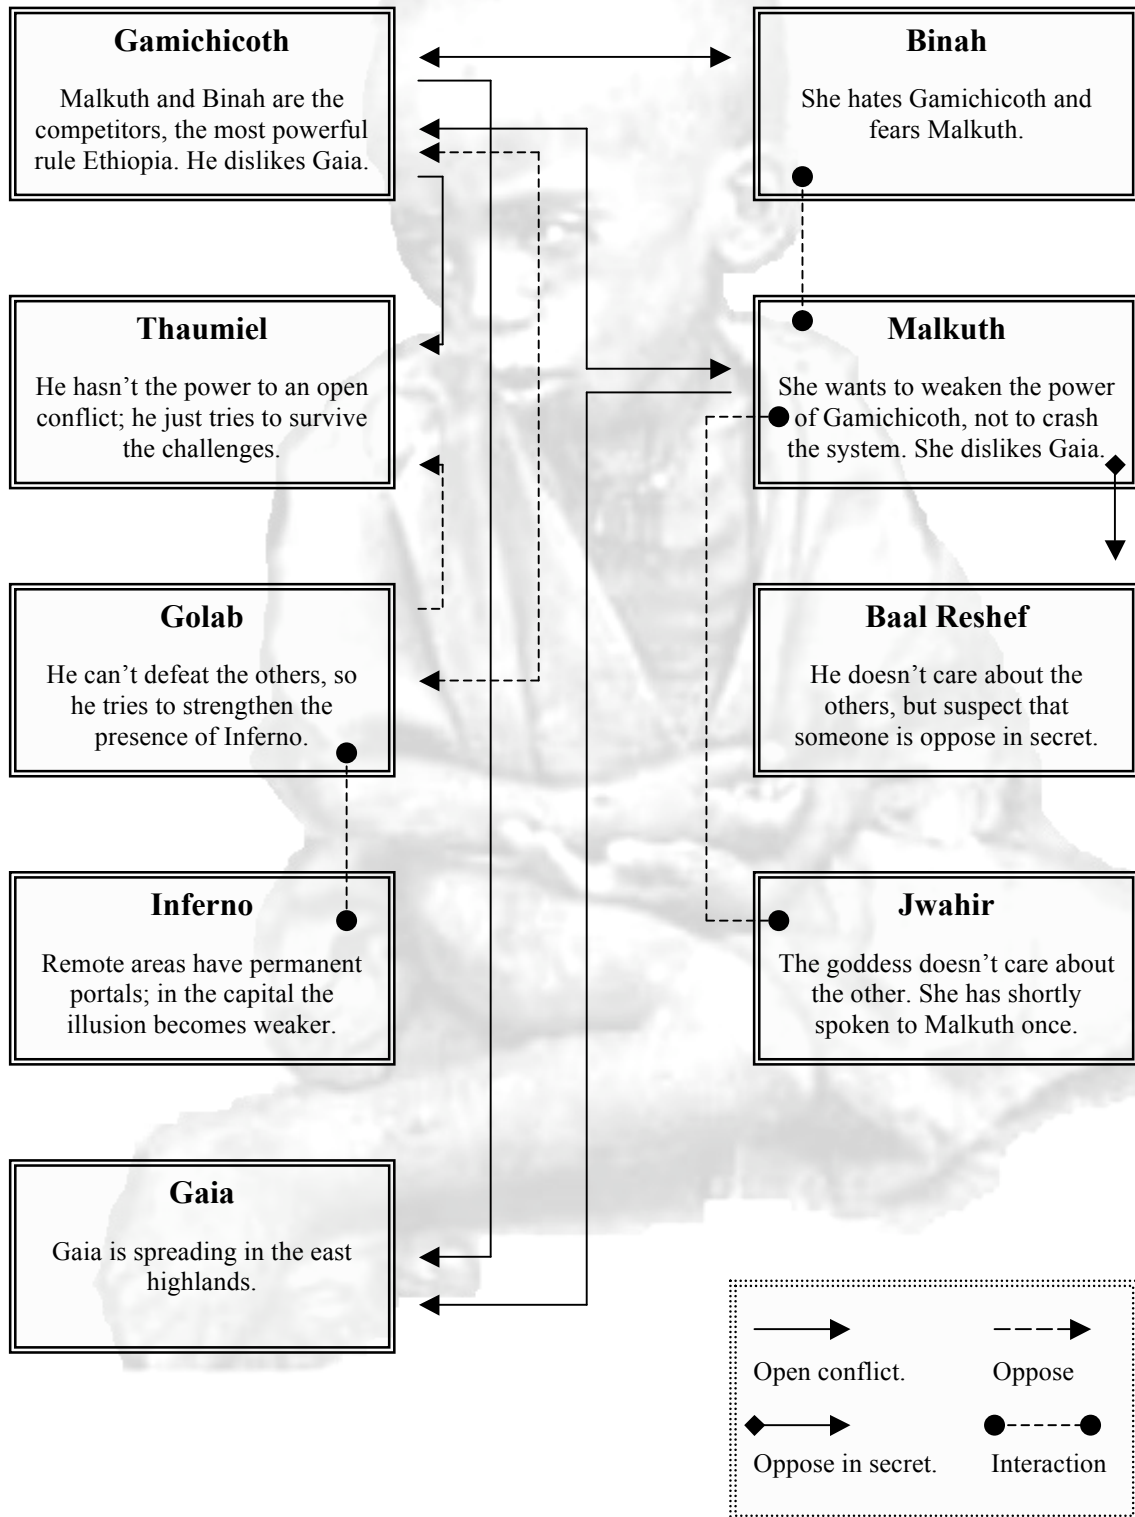 Gamichicoth
Malkuth and Binah are the
competitors, the most powerful
rule Ethiopia. He dislikes Gaia.
Binah
She hates Gamichicoth and
fears Malkuth.
Thaumiel
He hasn’t the power to an open
conflict; he just tries to survive
the challenges.
Malkuth
She wants to weaken the power
of Gamichicoth, not to crash
the system. She dislikes Gaia.
Golab
He can’t defeat the others, so
he tries to strengthen the
presence of Inferno.
Baal Reshef
He doesn’t care about the
others, but suspect that
someone is oppose in secret.
Inferno
Remote areas have permanent
portals; in the capital the
illusion becomes weaker.
Jwahir
The goddess doesn’t care about
the other. She has shortly
spoken to Malkuth once.
Gaia
Gaia is spreading in the east
highlands.
Open conflict.
Oppose
Oppose in secret.
Interaction